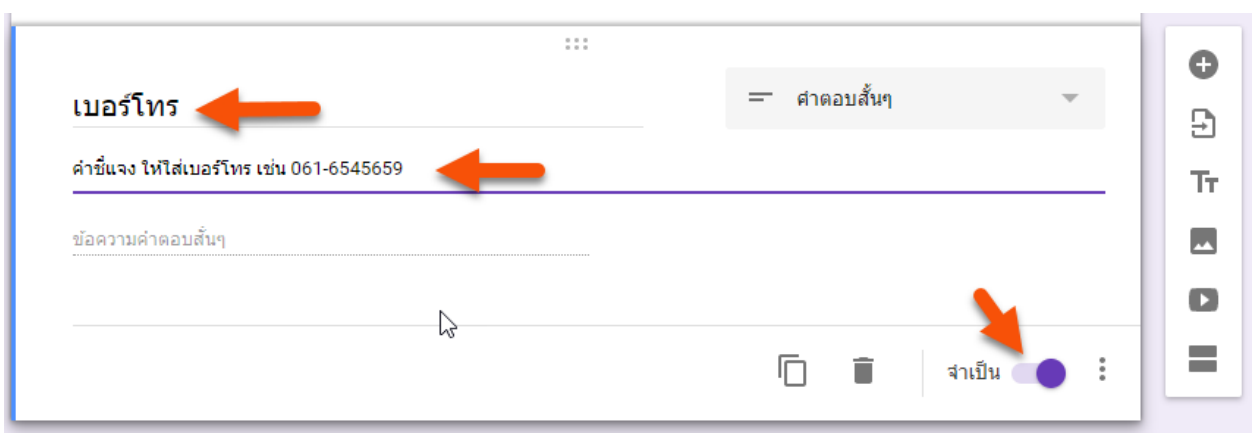 เบอร์โทร
คำตอบสั้นๆ
คำชี้แจง ให้ใส่เบอร์โทร เช่น 061-6545659
ข้อความคำตอบสั้นๆ
จำเป็น